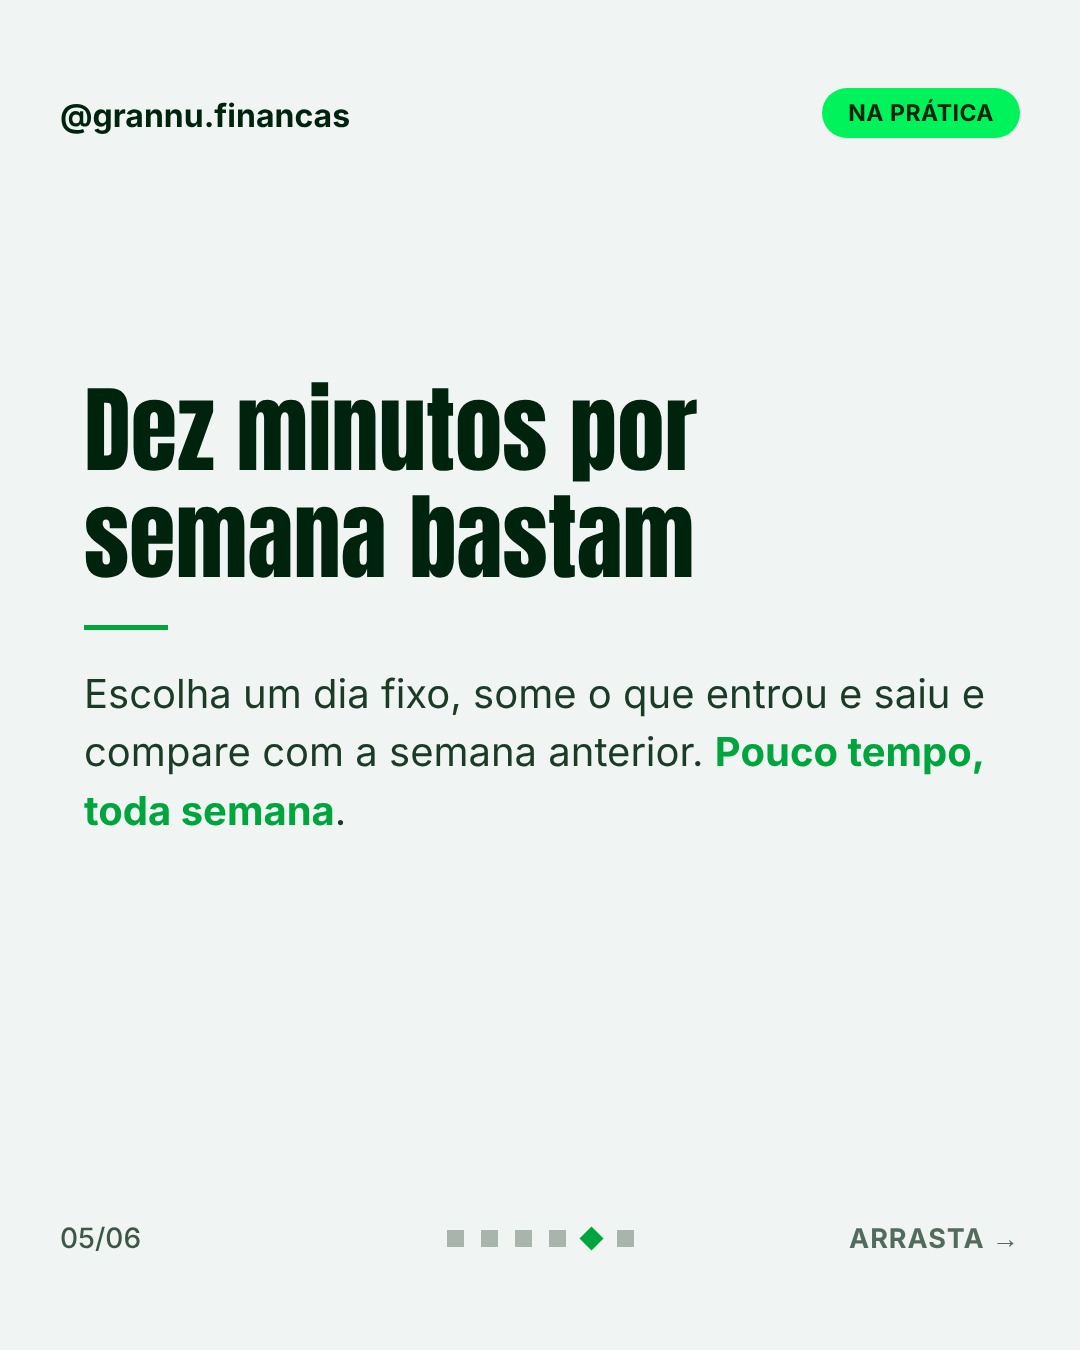 @grannu.financas
NA PRÁTICA
Dez minutos por
semana bastam
Escolha um dia fixo, some o que entrou e saiu e
compare com a semana anterior. Pouco tempo,
toda semana.
05/06
ARRASTA →